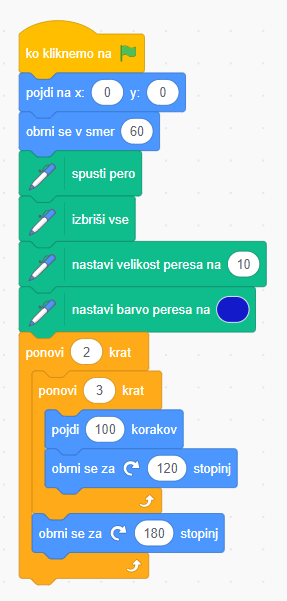 ko kliknemo na
pojdi na x: 0 y: 0
obrni se v smer 60
spusti pero
izbriši vse
nastavi velikost peresa na 10
nastavi barvo peresa na
ponovi 2 krat
ponovi 3 krat
pojdi 100 korakov
obrni se za 120 stopinj
obrni se za 180 stopinj